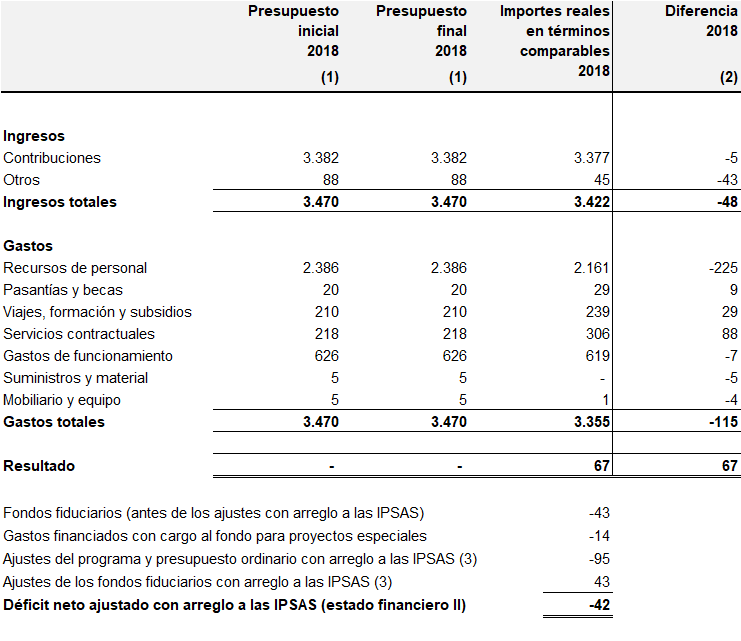 Presupuesto inicial 2018 (1) Presupuesto final 2018 (1) Importes reales en términos comparables 2018 Diferencia 2018 (2)
Ingresos
Contribuciones 3.382 3.382 3.377 -5
Otros 88 88 45 -43
Ingresos totales 3.470 3.470 3.422 -48
Gastos
Recursos de personal 2.386 2.386 2.161 -225
Pasantías y becas 20 20 29 9
Viajes, formación y subsidios 210 210 239 29
Servicios contractuales 218 218 306 88
Gastos de funcionamiento 626 626 619 -7
Suministros y material 5 5 - -5
Mobiliario y equipo 5 5 1 -4
Gastos totales 3.470 3.470 3.355 -115
Resultado - - 67 67
Fondos fiduciarios (antes de los ajustes con arreglo a las IPSAS) -43
Gastos financiados con cargo al fondo para proyectos especiales -14
Ajustes del programa y presupuesto ordinario con arreglo a las IPSAS (3) -95
Ajustes de los fondos fiduciarios con arreglo a las IPSAS (3) 43
Déficit neto ajustado con arreglo a las IPSAS (estado financiero II) -42